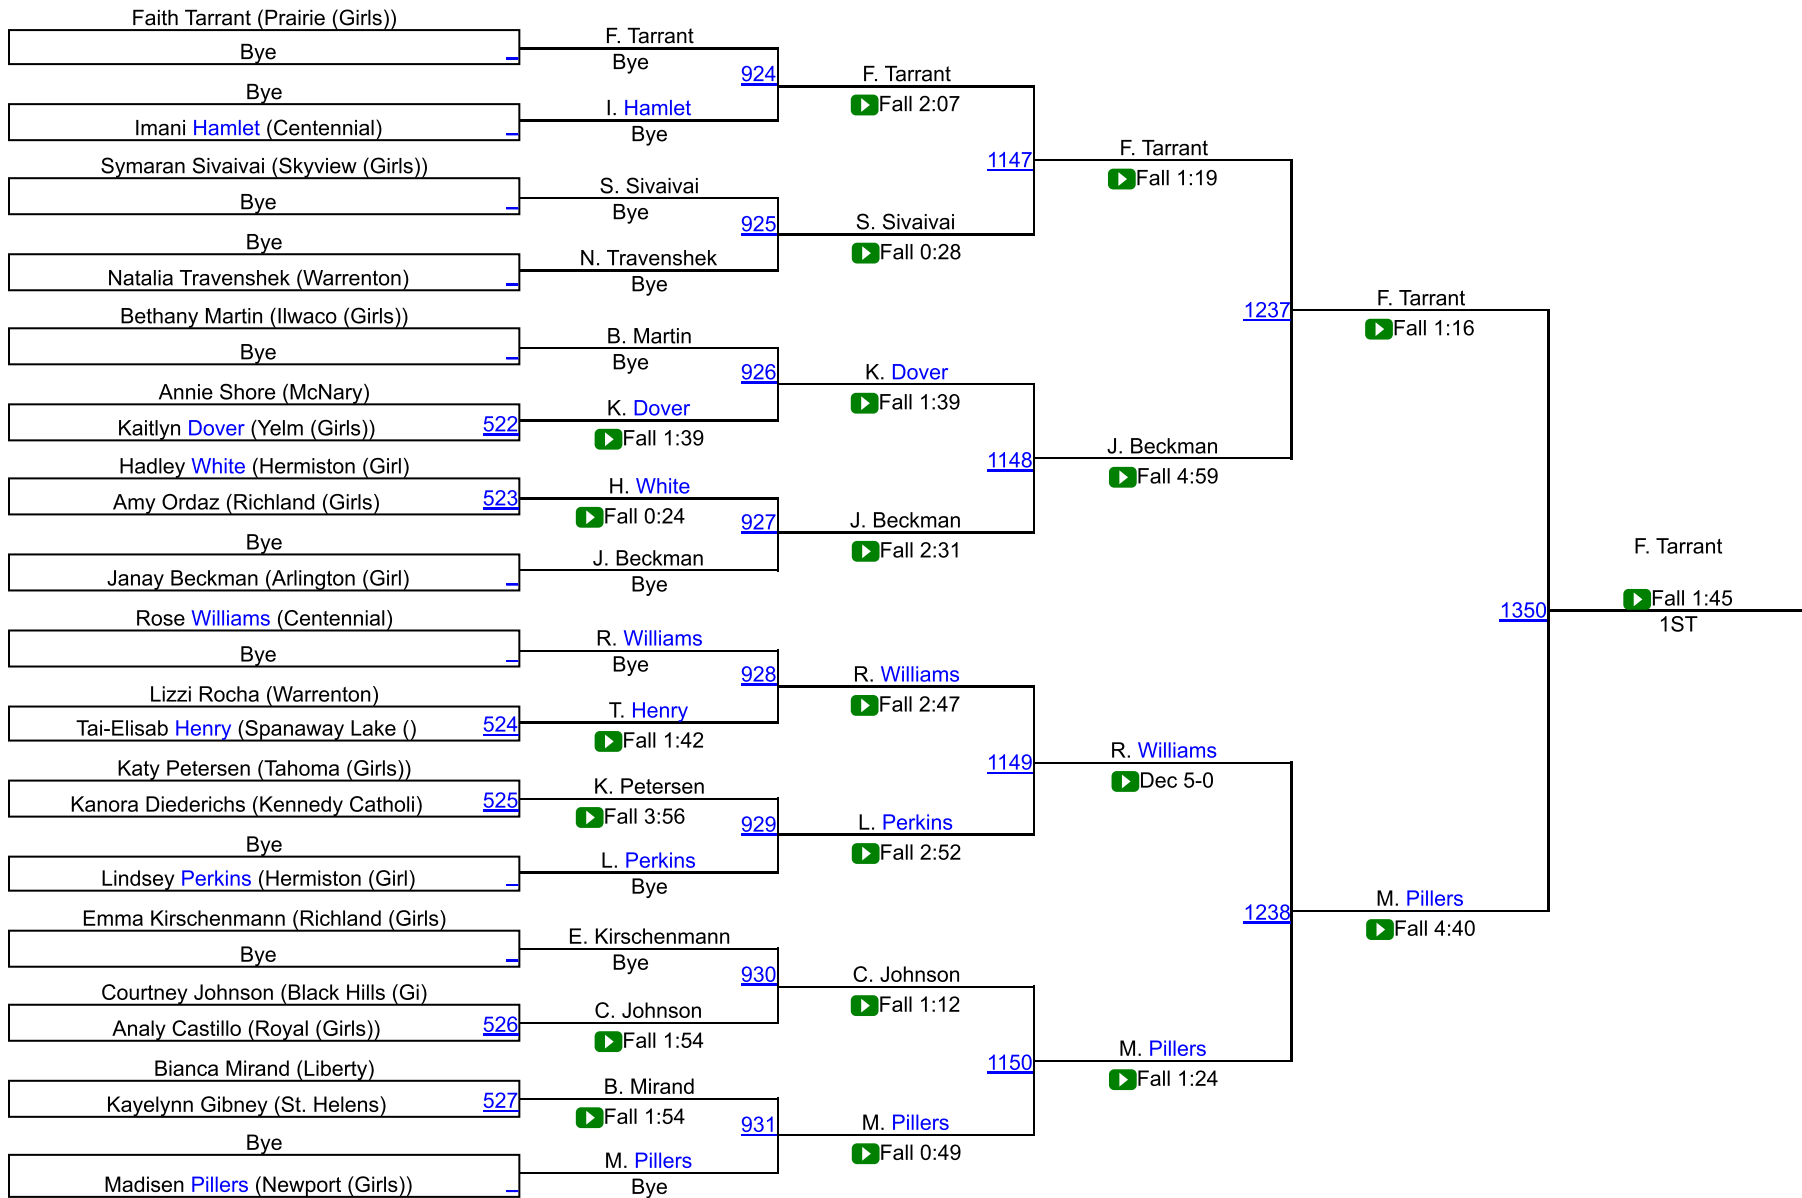 Faith Tarrant (Prairie (Girls))
Bye
Bye
Imani Hamlet (Centennial)
Symaran Sivaivai (Skyview (Girls))
Bye
Bye
Natalia Travenshek (Warrenton)
Bethany Martin (Ilwaco (Girls))
Bye
Annie Shore (McNary)
Kaitlyn Dover (Yelm (Girls)) 522
Hadley White (Hermiston (Girl)
Amy Ordaz (Richland (Girls) 523
Bye
Janay Beckman (Arlington (Girl)
Rose Williams (Centennial)
Bye
Lizzi Rocha (Warrenton)
Tai-Elisab Henry (Spanaway Lake () 524
Katy Petersen (Tahoma (Girls))
Kanora Diederichs (Kennedy Catholi) 525
Bye
Lindsey Perkins (Hermiston (Girl)
Emma Kirschenmann (Richland (Girls)
Bye
Courtney Johnson (Black Hills (Gi)
Analy Castillo (Royal (Girls)) 526
Bianca Mirand (Liberty)
Kayelynn Gibney (St. Helens) 527
Bye
Madisen Pillers (Newport (Girls))
F. Tarrant
Bye
924
I. Hamlet
Bye
S. Sivaivai
Bye
925
N. Travenshek
Bye
B. Martin
Bye
926
K. Dover
Fall 1:39
H. White
Fall 0:24
927
J. Beckman
Bye
R. Williams
Bye
928
T. Henry
Fall 1:42
K. Petersen
Fall 3:56
929
L. Perkins
Bye
E. Kirschenmann
Bye
930
C. Johnson
Fall 1:54
B. Mirand
Fall 1:54
931
M. Pillers
Bye
F. Tarrant
Fall 2:07
1147
S. Sivaivai
Fall 0:28
K. Dover
Fall 1:39
1148
J. Beckman
Fall 2:31
R. Williams
Fall 2:47
1149
L. Perkins
Fall 2:52
C. Johnson
Fall 1:12
1150
M. Pillers
Fall 0:49
F. Tarrant
Fall 1:19
1237
J. Beckman
Fall 4:59
R. Williams
Dec 5-0
1238
M. Pillers
Fall 1:24
F. Tarrant
Fall 1:16
1350
M. Pillers
Fall 4:40
F. Tarrant
Fall 1:45
1ST